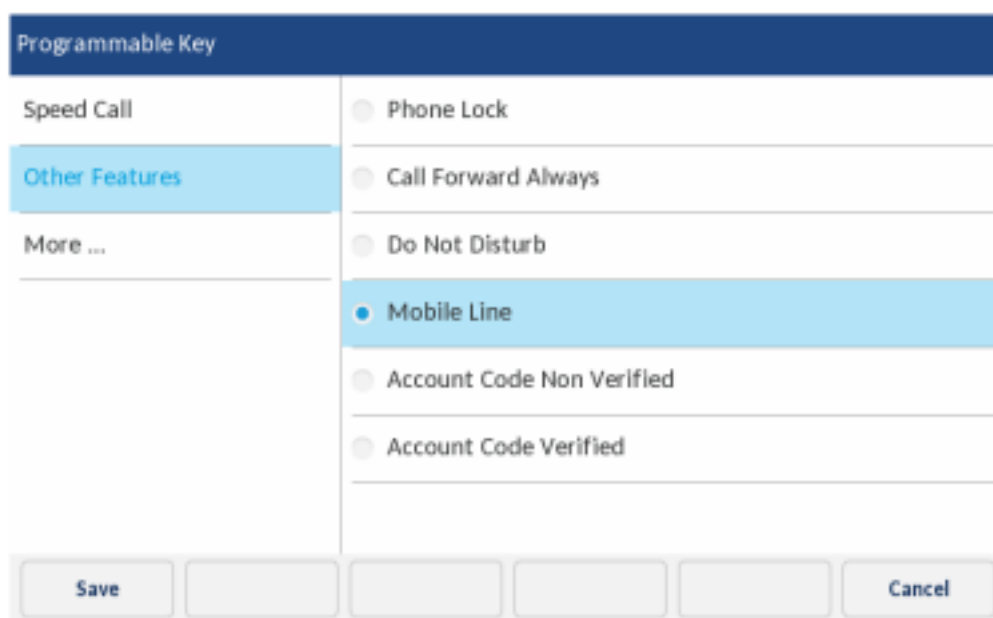 Programmable Key
Speed Call
Other Features
More ...
Phone Lock
Call Forward Always
Do Not Disturb
Mobile Line
Account Code Non Verified
Account Code Verified
Save
Cancel